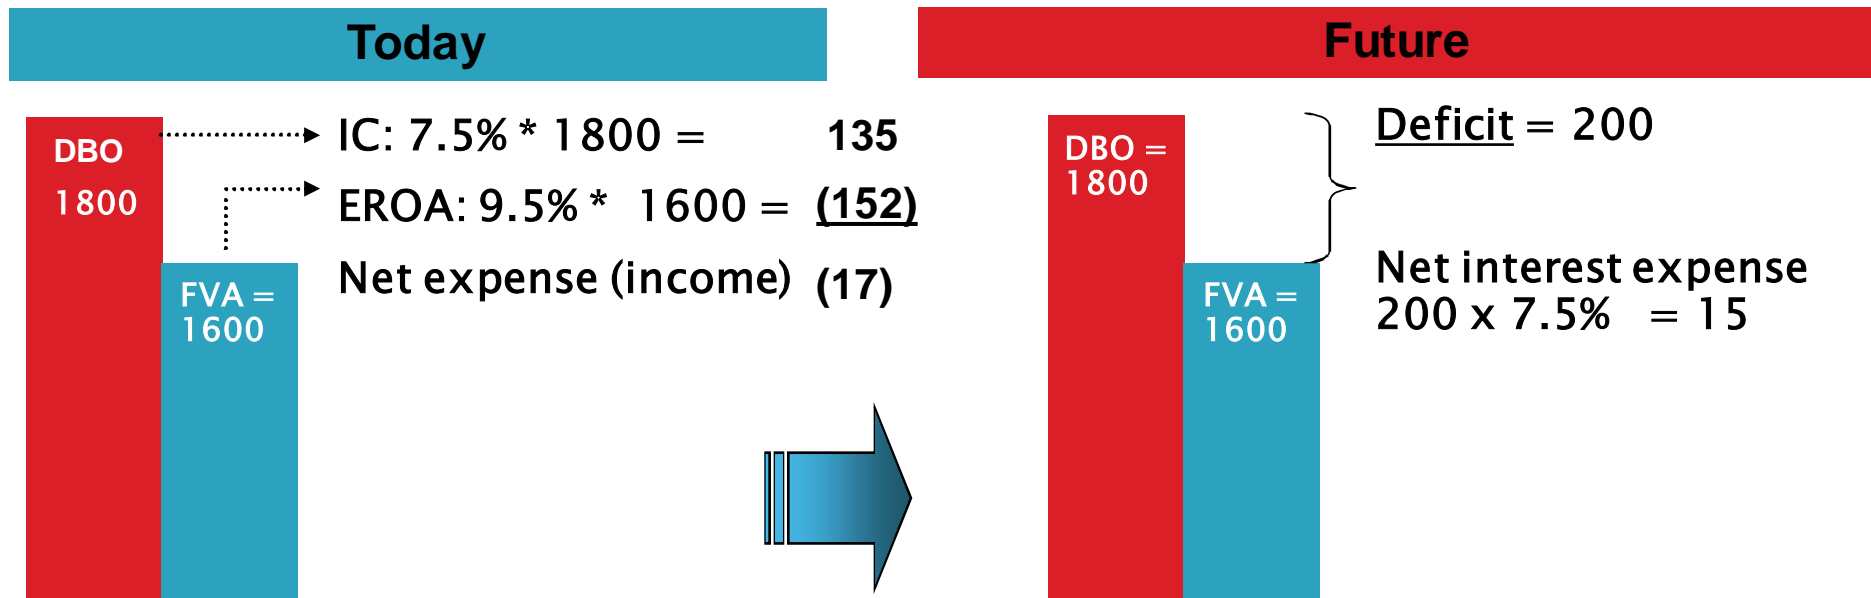 Today
DBO
1800
IC: 7.5% * 1800 = 135
EROA: 9.5% * 1600 = (152)
Net expense (income) (17)
FVA =
1600
Future
DBO =
1800
Deficit = 200
FVA =
1600
Net interest expense
200 x 7.5% = 15